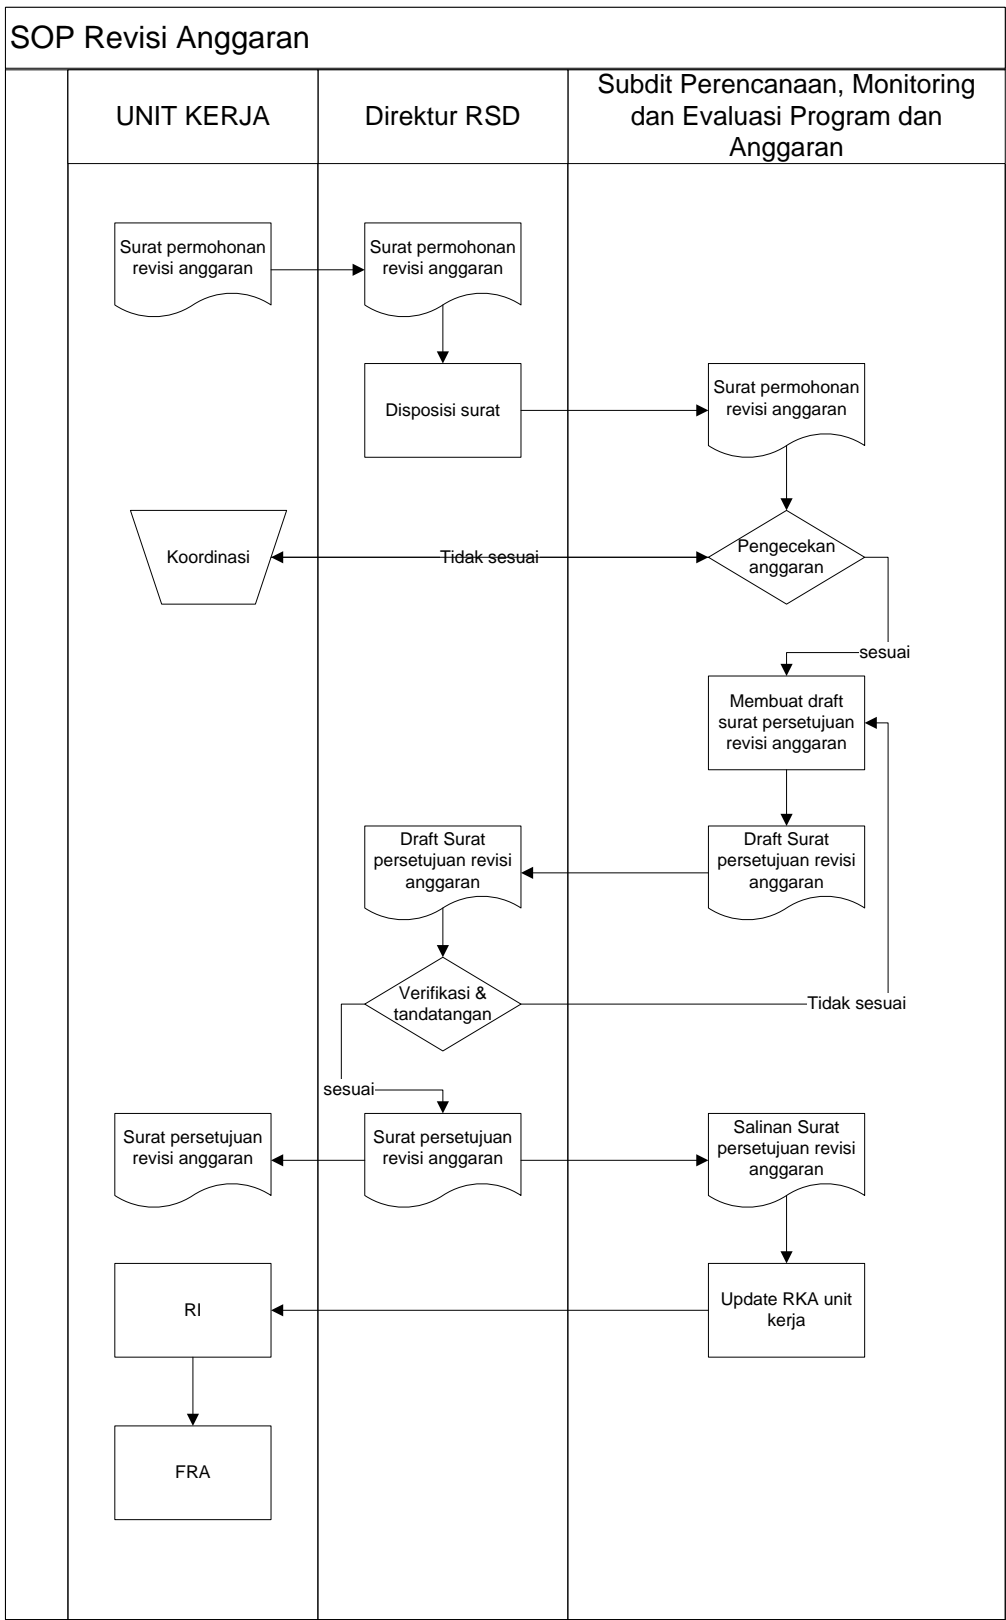 SOP Revisi Anggaran
UNIT KERJA
Direktur RSD
Subdit Perencanaan, Monitoring
dan Evaluasi Program dan
Anggaran
Surat permohonan
revisi anggaran
Surat permohonan
revisi anggaran
Disposisi surat
Surat permohonan
revisi anggaran
Koordinasi
Tidak sesuai
Pengecekan
anggaran
sesuai
Membuat draft
surat persetujuan
revisi anggaran
Draft Surat
persetujuan revisi
anggaran
Draft Surat
persetujuan revisi
anggaran
Verifikasi &
tandatangan
Tidak sesuai
sesuai
Surat persetujuan
revisi anggaran
Surat persetujuan
revisi anggaran
Salinan Surat
persetujuan revisi
anggaran
RI
Update RKA unit
kerja
FRA